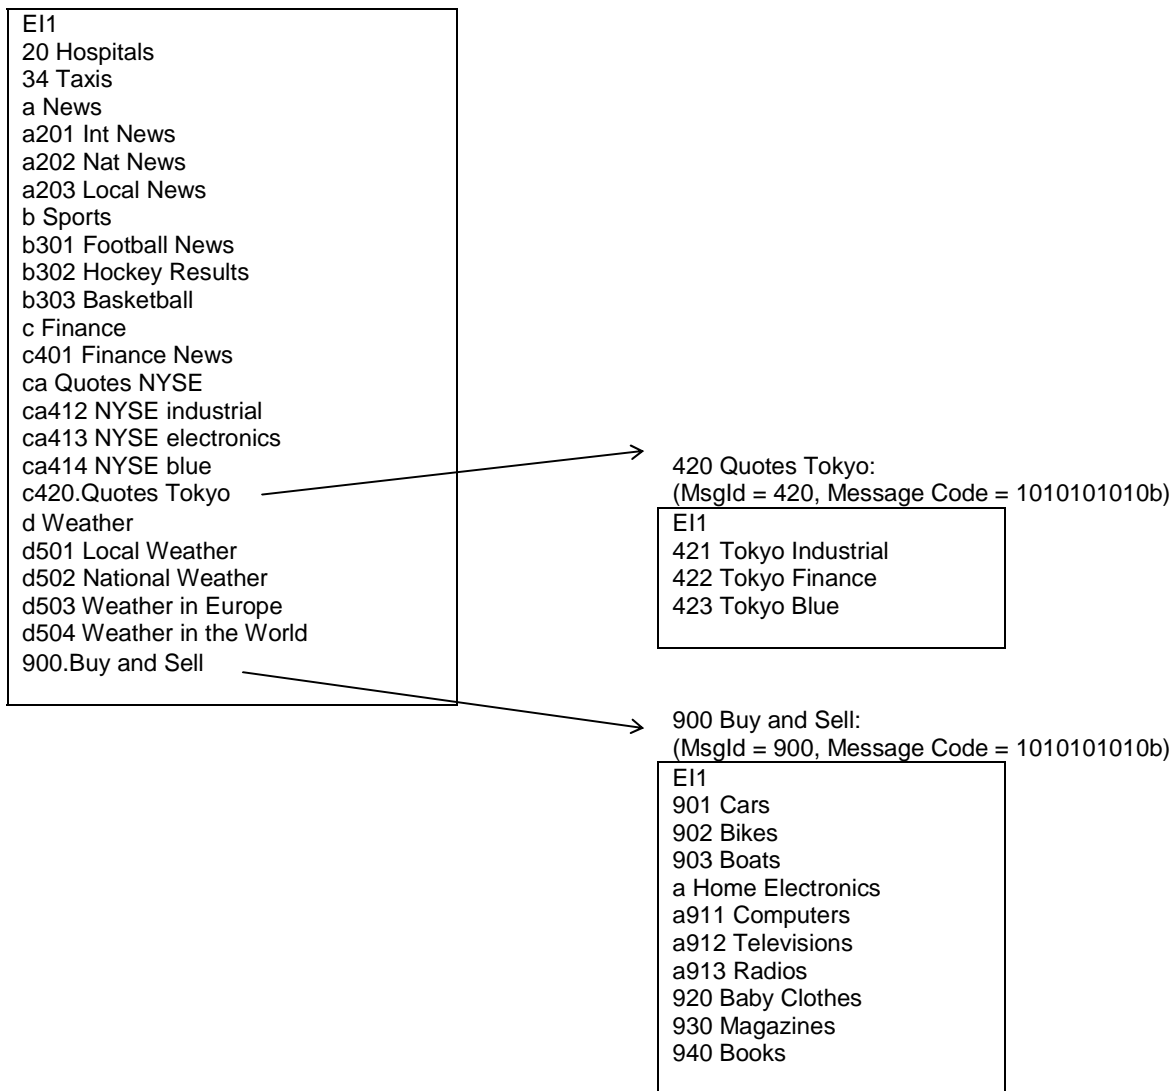 EI1
20 Hospitals
34 Taxis
a News
a201 Int News
a202 Nat News
a203 Local News
b Sports
b301 Football News
b302 Hockey Results
b303 Basketball
c Finance
c401 Finance News
ca Quotes NYSE
ca412 NYSE industrial
ca413 NYSE electronics
ca414 NYSE blue
c420.Quotes Tokyo
d Weather
d501 Local Weather
d502 National Weather
d503 Weather in Europe
d504 Weather in the World
900.Buy and Sell
420 Quotes Tokyo:
(MsgId = 420, Message Code = 1010101010b)
EI1
421 Tokyo Industrial
422 Tokyo Finance
423 Tokyo Blue
900 Buy and Sell:
(MsgId = 900, Message Code = 1010101010b)
EI1
901 Cars
902 Bikes
903 Boats
a Home Electronics
a911 Computers
a912 Televisions
a913 Radios
920 Baby Clothes
930 Magazines
940 Books